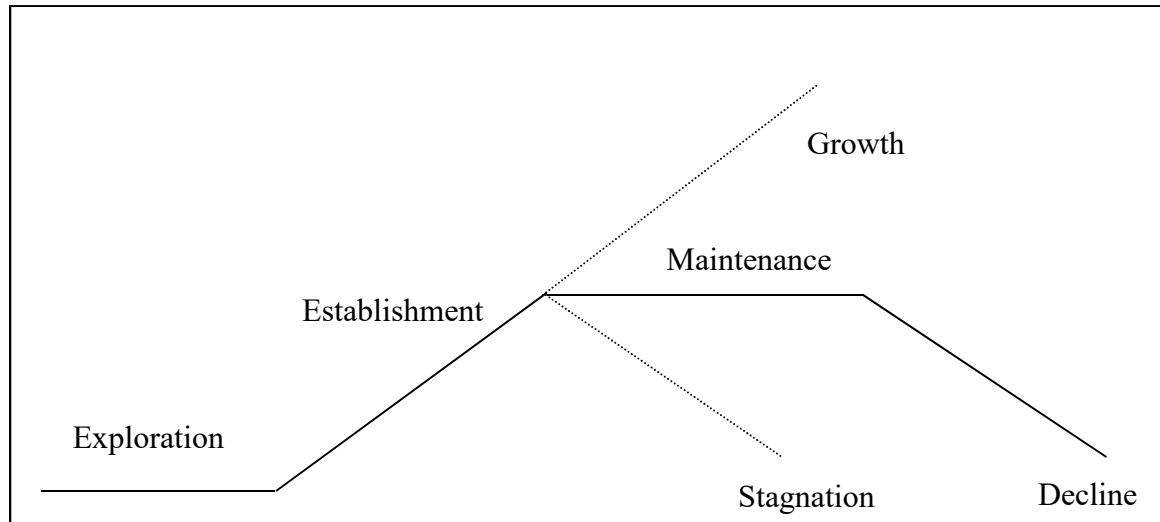 Growth
Maintenance
Establishment
Exploration
Stagnation
Decline